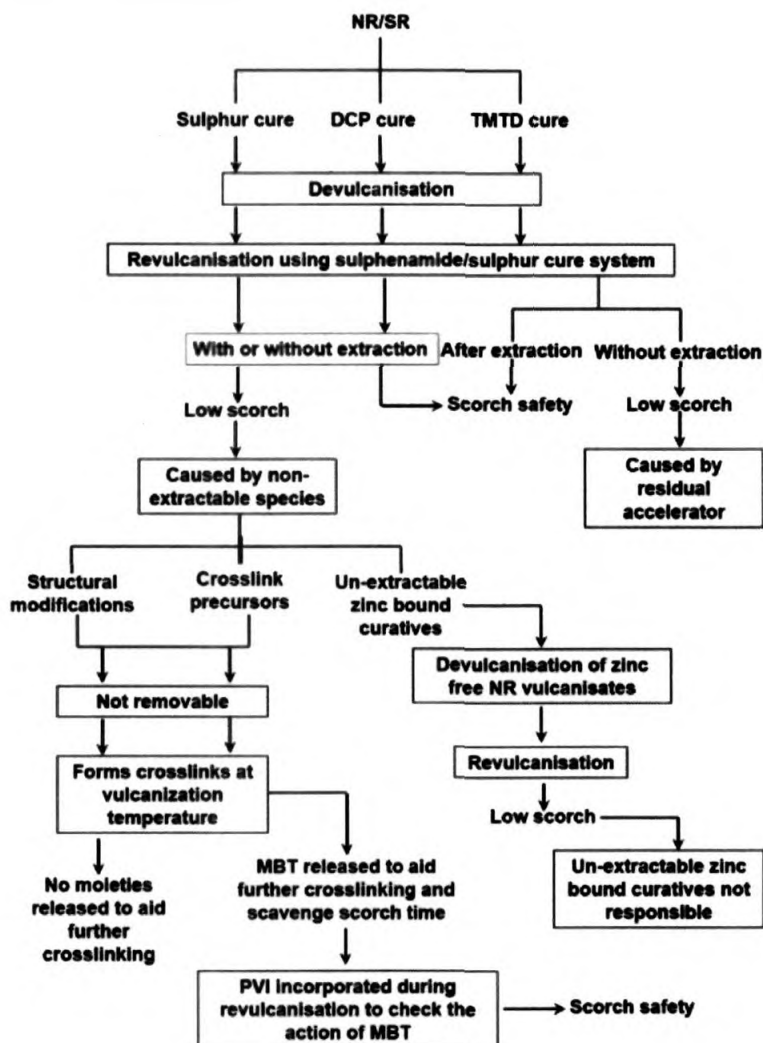 NR/SR
Sulphur cure
DCP cure
TMTD cure
Devulcanisation
Revulcanisation using sulphenamide/sulphur cure system
With or without extraction
After extraction
Without extraction
Low scorch
Scorch safety
Low scorch
Caused by non-
extractable species
Caused by
residual
accelerator
Structural
modifications
Crosslink
precursors
Un-extractable
zinc bound
curatives
Devulcanisation of zinc
free NR vulcanisates
Not removable
Revulcanisation
Forms crosslinks at
vulcanization
temperature
Low scorch
Un-extractable zinc
bound curatives not
responsible
No moieties
released to aid
further
crosslinking
MBT released to aid
further crosslinking and
scavenge scorch time
PVI incorporated during
revulcanisation to check the
action of MBT
Scorch safety